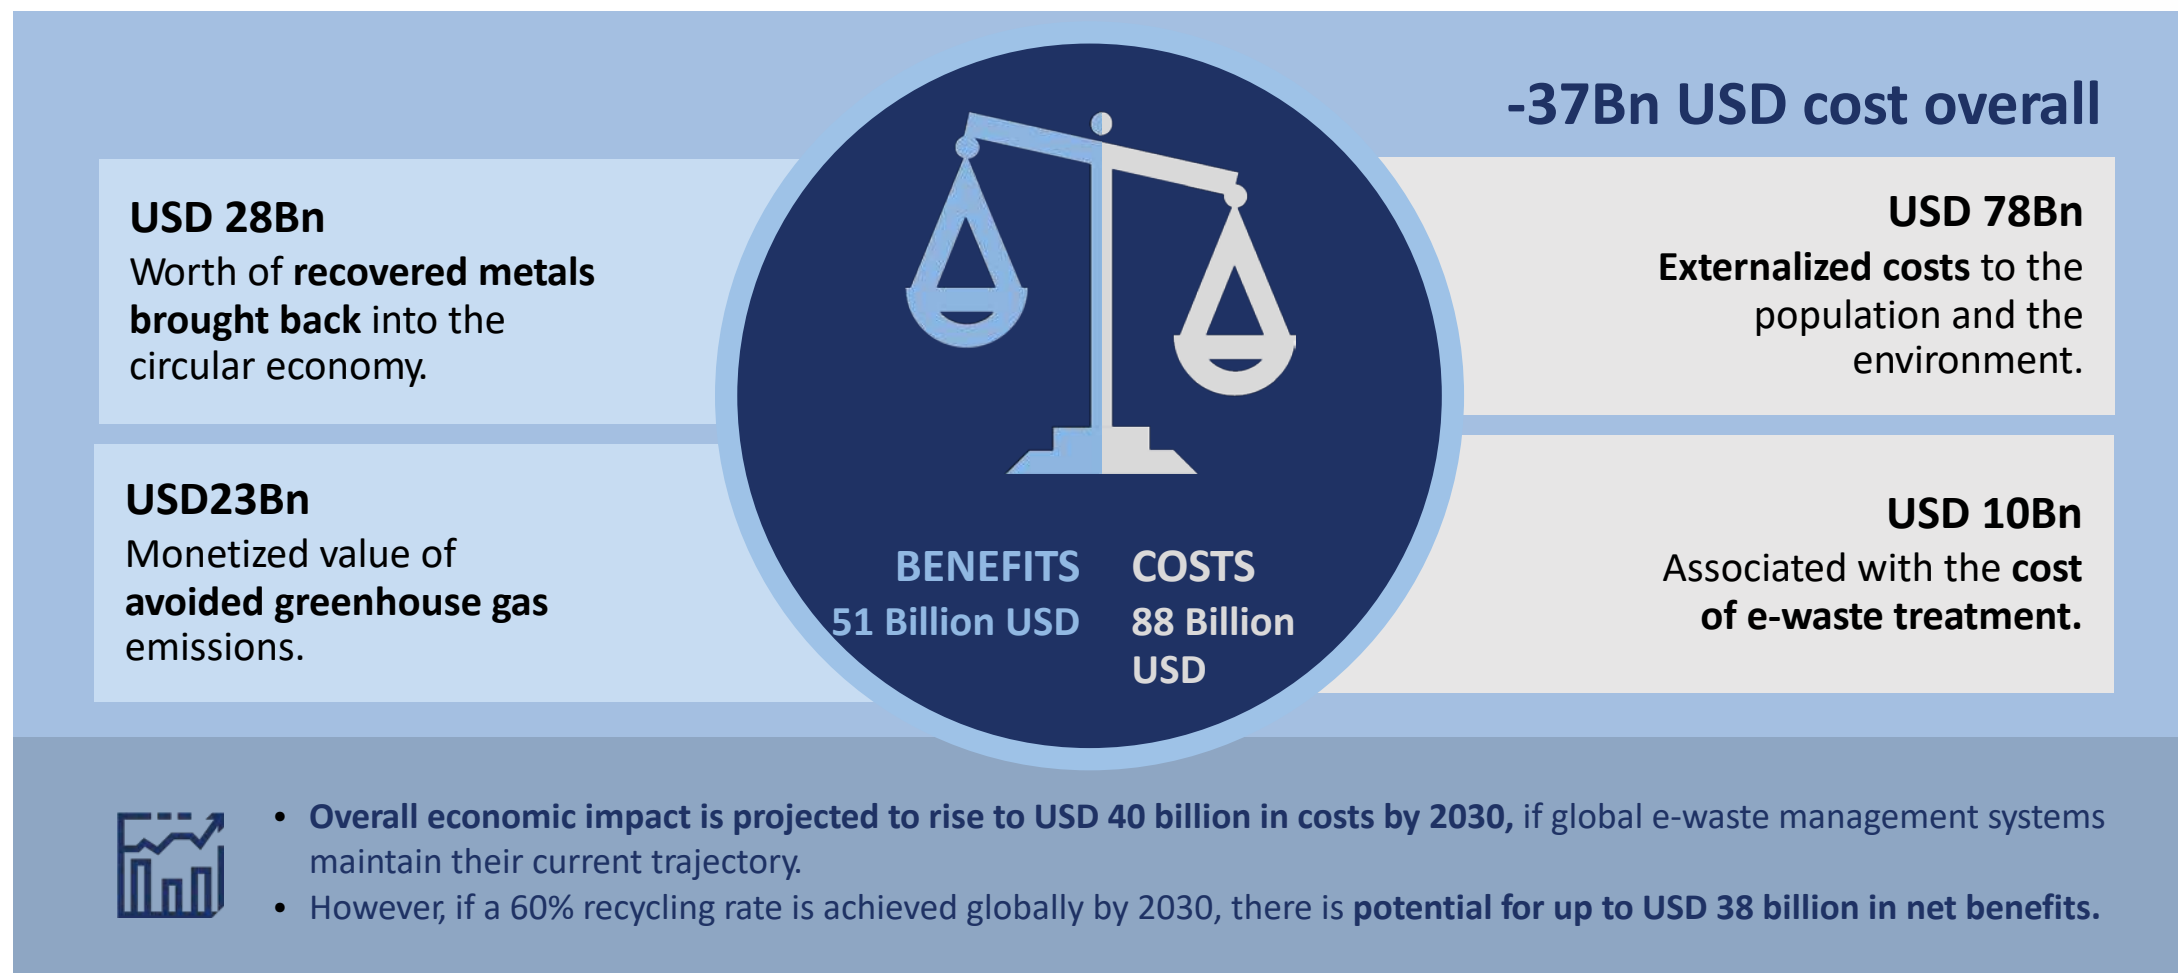 -37Bn USD cost overall
USD 28Bn
Worth of recovered metals
brought back into the
circular economy.
USD23Bn
Monetized value of
avoided greenhouse gas
emissions.
BENEFITS
51 Billion USD
COSTS
88 Billion
USD
USD 78Bn
Externalized costs to the
population and the
environment.
USD 10Bn
Associated with the cost
of e-waste treatment.
• Overall economic impact is projected to rise to USD 40 billion in costs by 2030, if global e-waste management systems
maintain their current trajectory.
• However, if a 60% recycling rate is achieved globally by 2030, there is potential for up to USD 38 billion in net benefits.